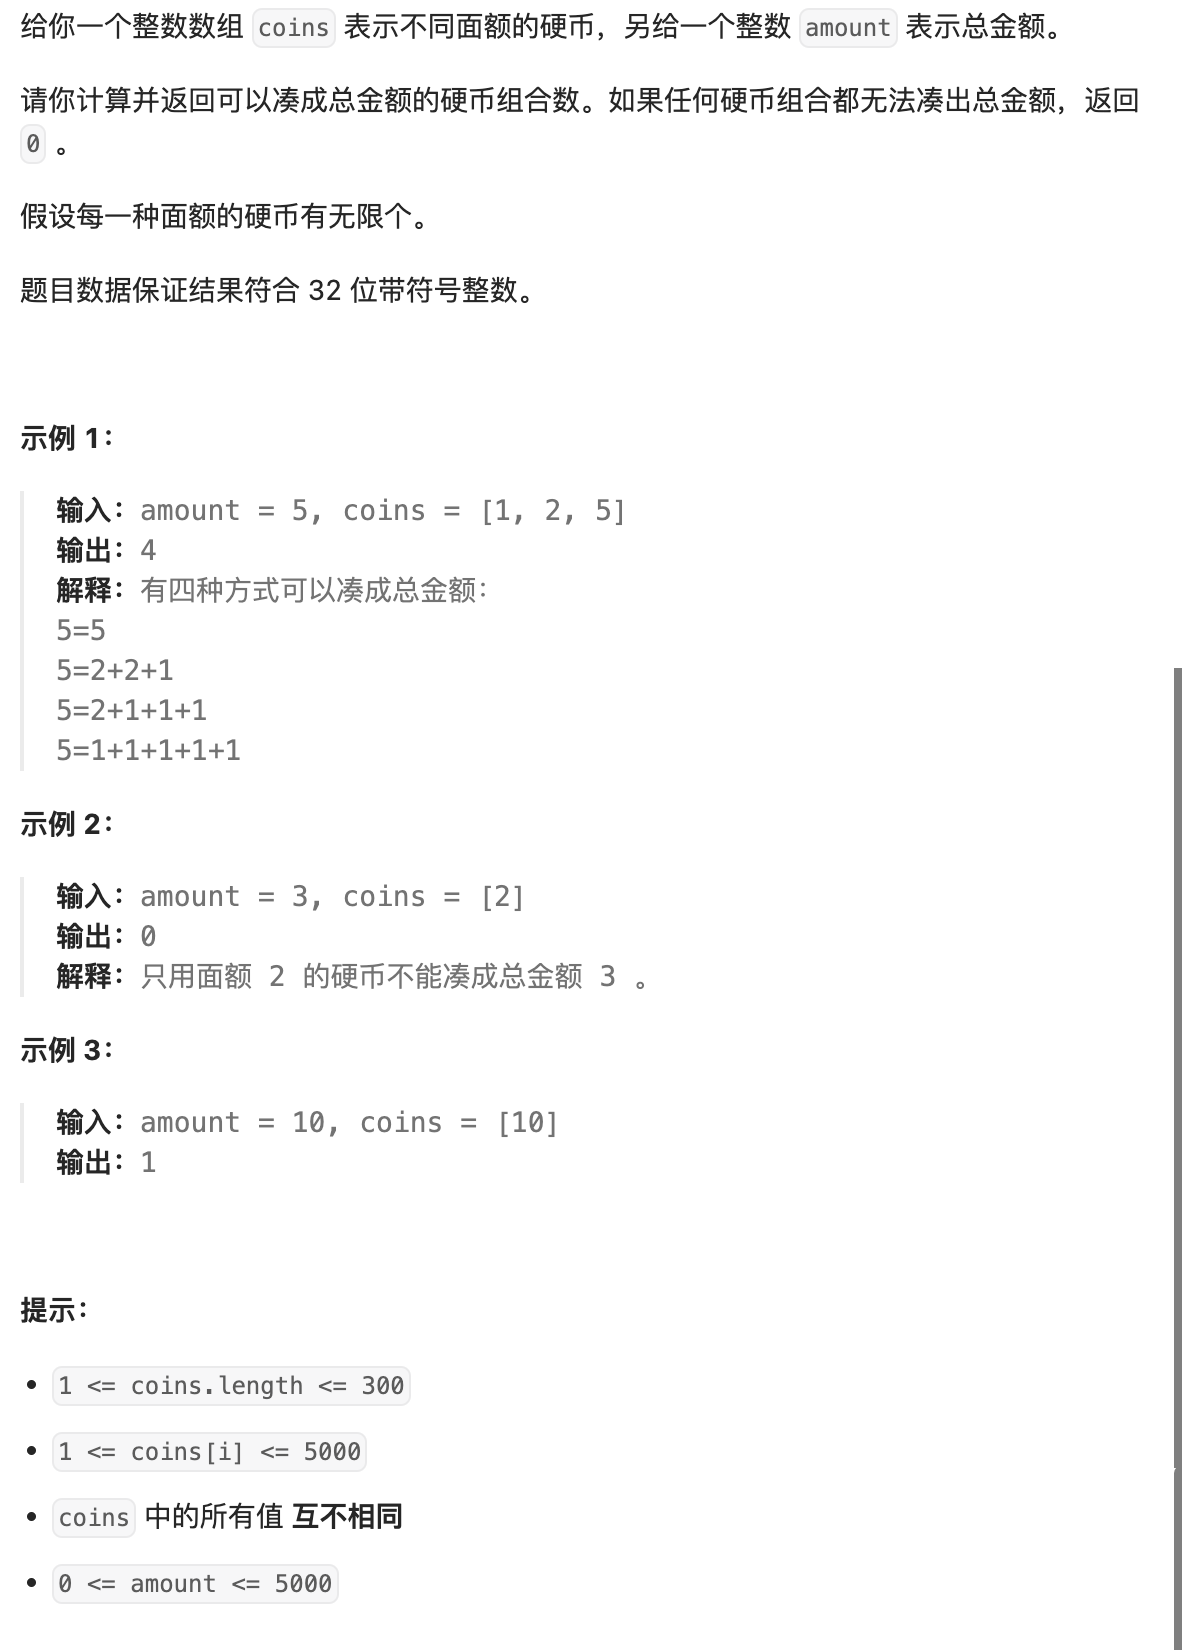 给你一个整数数组 coins 表示不同面额的硬币，另给一个整数 amount 表示总金额。
请你计算并返回可以凑成总金额的硬币组合数。如果任何硬币组合都无法凑出总金额，返回
0 。
假设每一种面额的硬币有无限个。
题目数据保证结果符合 32 位带符号整数。
示例 1：
输入：amount = 5, coins = [1, 2, 5]
输出：4
解释：有四种方式可以凑成总金额：
5=5
5=2+2+1
5=2+1+1+1
5=1+1+1+1+1
示例 2：
输入：amount = 3, coins = [2]
输出：0
解释：只用面额 2 的硬币不能凑成总金额 3 。
示例 3：
输入：amount = 10, coins = [10]
输出：1
提示：
• 1 <= coins.length <= 300
• 1 <= coins[i] <= 5000
• coins 中的所有值 互不相同
• 0 <= amount <= 5000